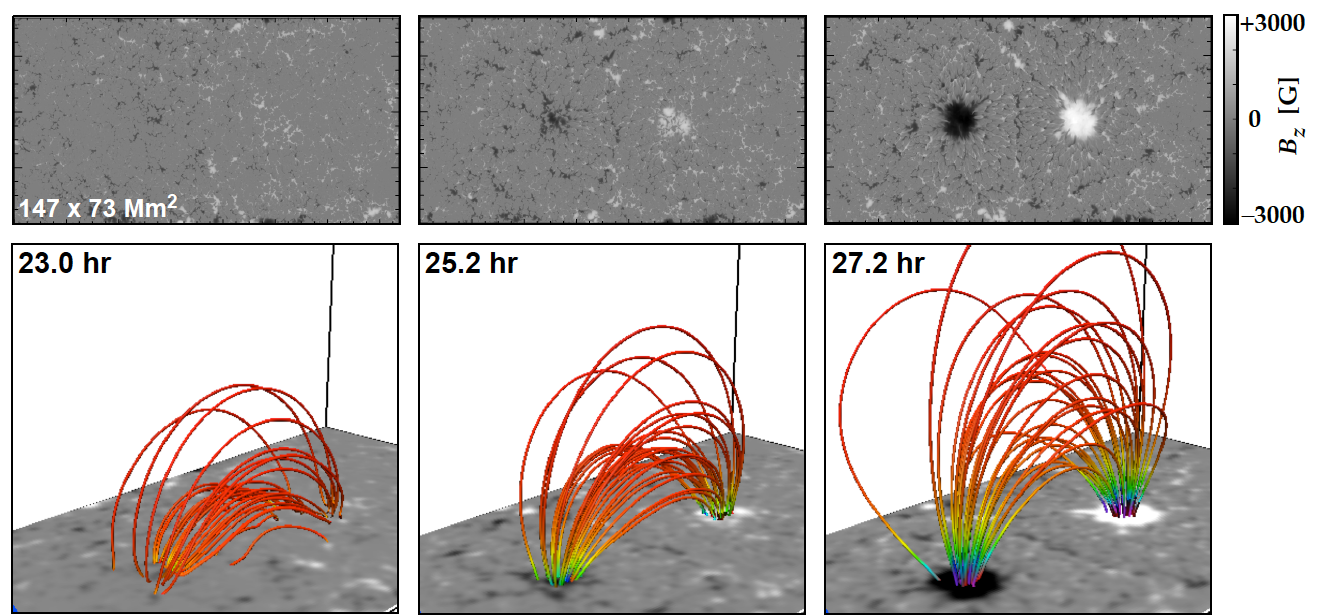 147 x 73 Mm²
+3000
0
−3000
B_z [G]
23.0 hr
25.2 hr
27.2 hr